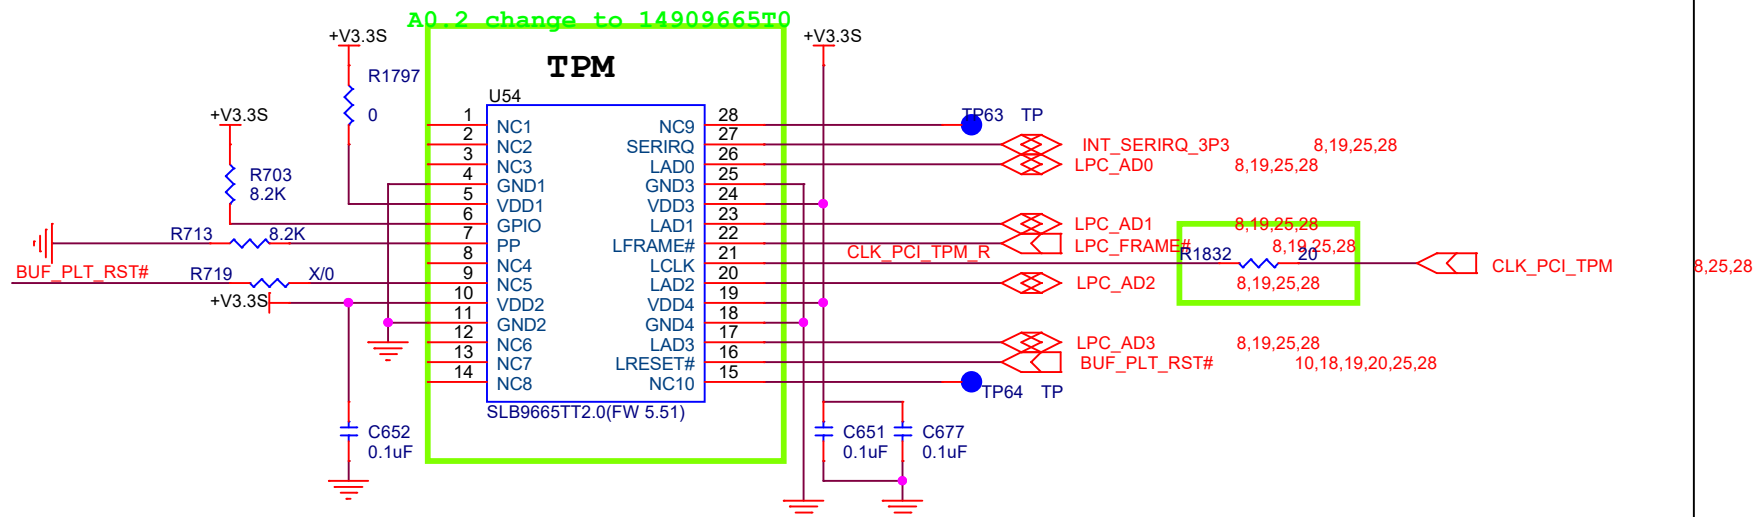 A0.2 change to 14909665T0
+V3.3S
+V3.3S
TPM
R1797
0
U54
+V3.3S
1 NC1 NC9 28 TP63 TP
2 NC2 SERIRQ 27 INT_SERIRQ_3P3 8,19,25,28
3 NC3 LAD0 26 LPC_AD0 8,19,25,28
R703
8.2K
4 GND1 GND3 25
5 VDD1 VDD3 24
6 GPIO LAD1 23 LPC_AD1 8,19,25,28
R713 8.2K 7 PP LFRAME# 22 LPC_FRAME# 8,19,25,28
8 NC4 LCLK 21 CLK_PCI_TPM_R R1832 20 CLK_PCI_TPM 8,25,28
BUF_PLT_RST# R719 X/0 9 NC5 LAD2 20 LPC_AD2 8,19,25,28
+V3.3S 10 VDD2 VDD4 19
11 GND2 GND4 18
12 NC6 LAD3 17 LPC_AD3 8,19,25,28
13 NC7 LRESET# 16 BUF_PLT_RST# 10,18,19,20,25,28
14 NC8 NC10 15 TP64 TP
SLB9665TT2.0(FW 5.51)
C652
0.1uF
C651
0.1uF
C677
0.1uF